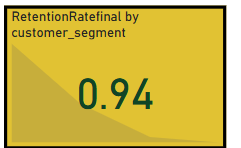 RetentionRatefinal by
customer_segment
0.94